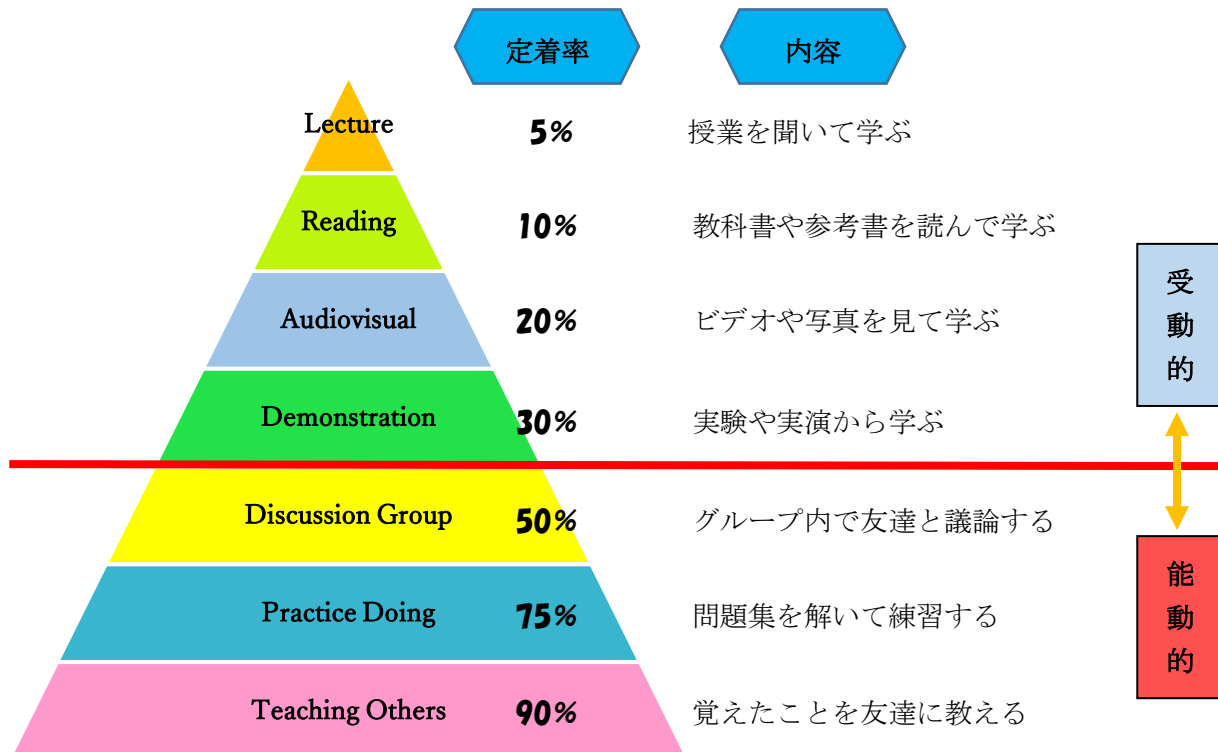 定着率 内容
Lecture 5% 授業を聞いて学ぶ
Reading 10% 教科書や参考書を読んで学ぶ
Audiovisual 20% ビデオや写真を見て学ぶ
Demonstration 30% 実験や実演から学ぶ
Discussion Group 50% グループ内で友達と議論する
Practice Doing 75% 問題集を解いて練習する
Teaching Others 90% 覚えたことを友達に教える
受動的
能動的